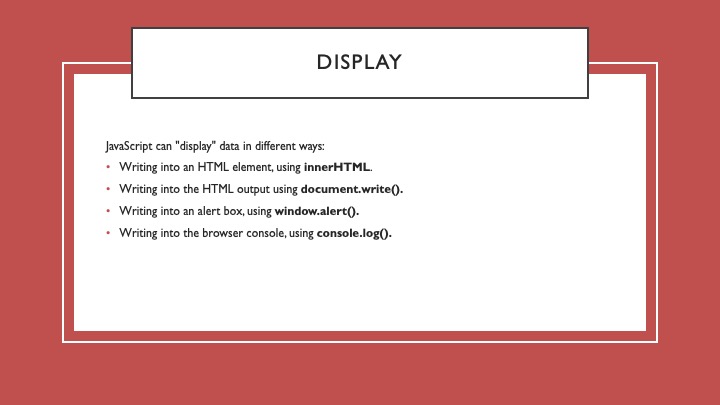 DISPLAY
JavaScript can "display" data in different ways:
• Writing into an HTML element, using innerHTML.
• Writing into the HTML output using document.write().
• Writing into an alert box, using window.alert().
• Writing into the browser console, using console.log().